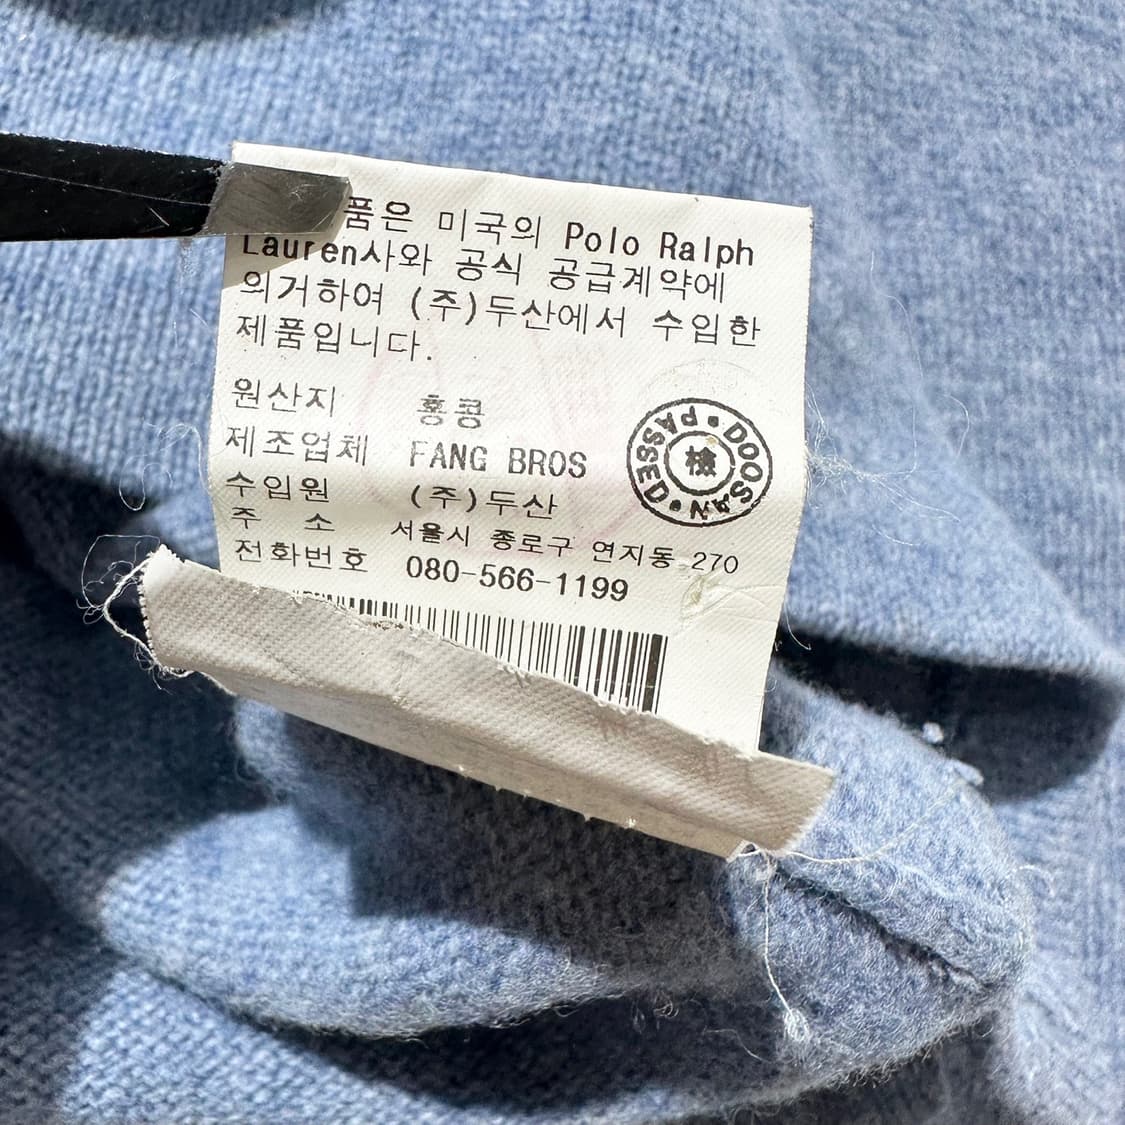 품은 미국의 Polo Ralph
Lauren사와 공식 공급계약에
의거하여 (주)두산에서 수입한
제품입니다.
원산지 홍콩
제조업체 FANG BROS
수입원 (주)두산
주 소 서울시 종로구 연지동 270
전화번호 080-566-1199
DOOSAN PASSED
檢